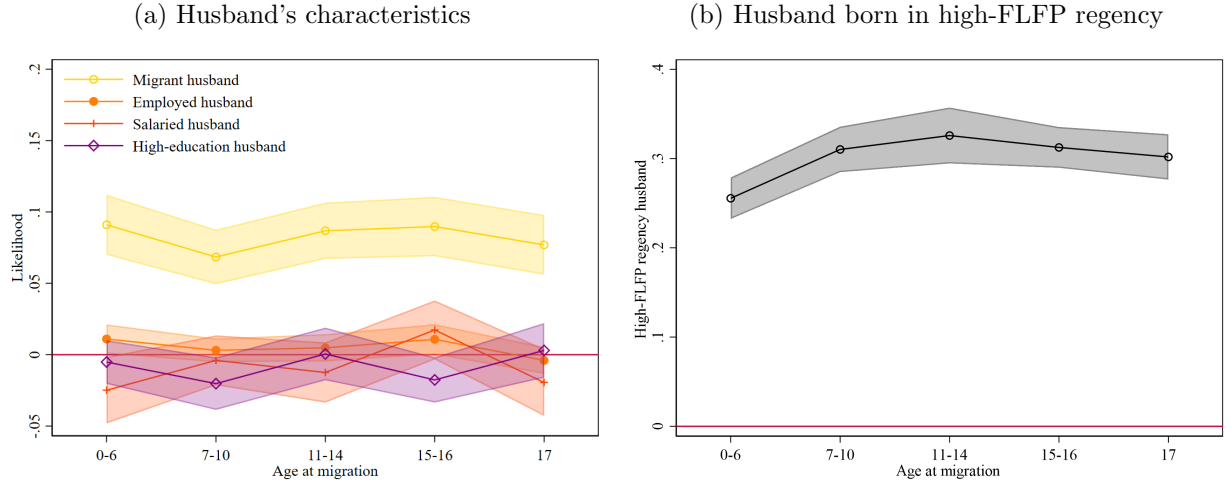 (a) Husband's characteristics
Likelihood
.2
.15
.1
.05
0
-.05
Migrant husband
Employed husband
Salaried husband
High-education husband
0-6 7-10 11-14 15-16 17
Age at migration
(b) Husband born in high-FLFP regency
High-FLFP regency husband
.4
.3
.2
.1
0
0-6 7-10 11-14 15-16 17
Age at migration